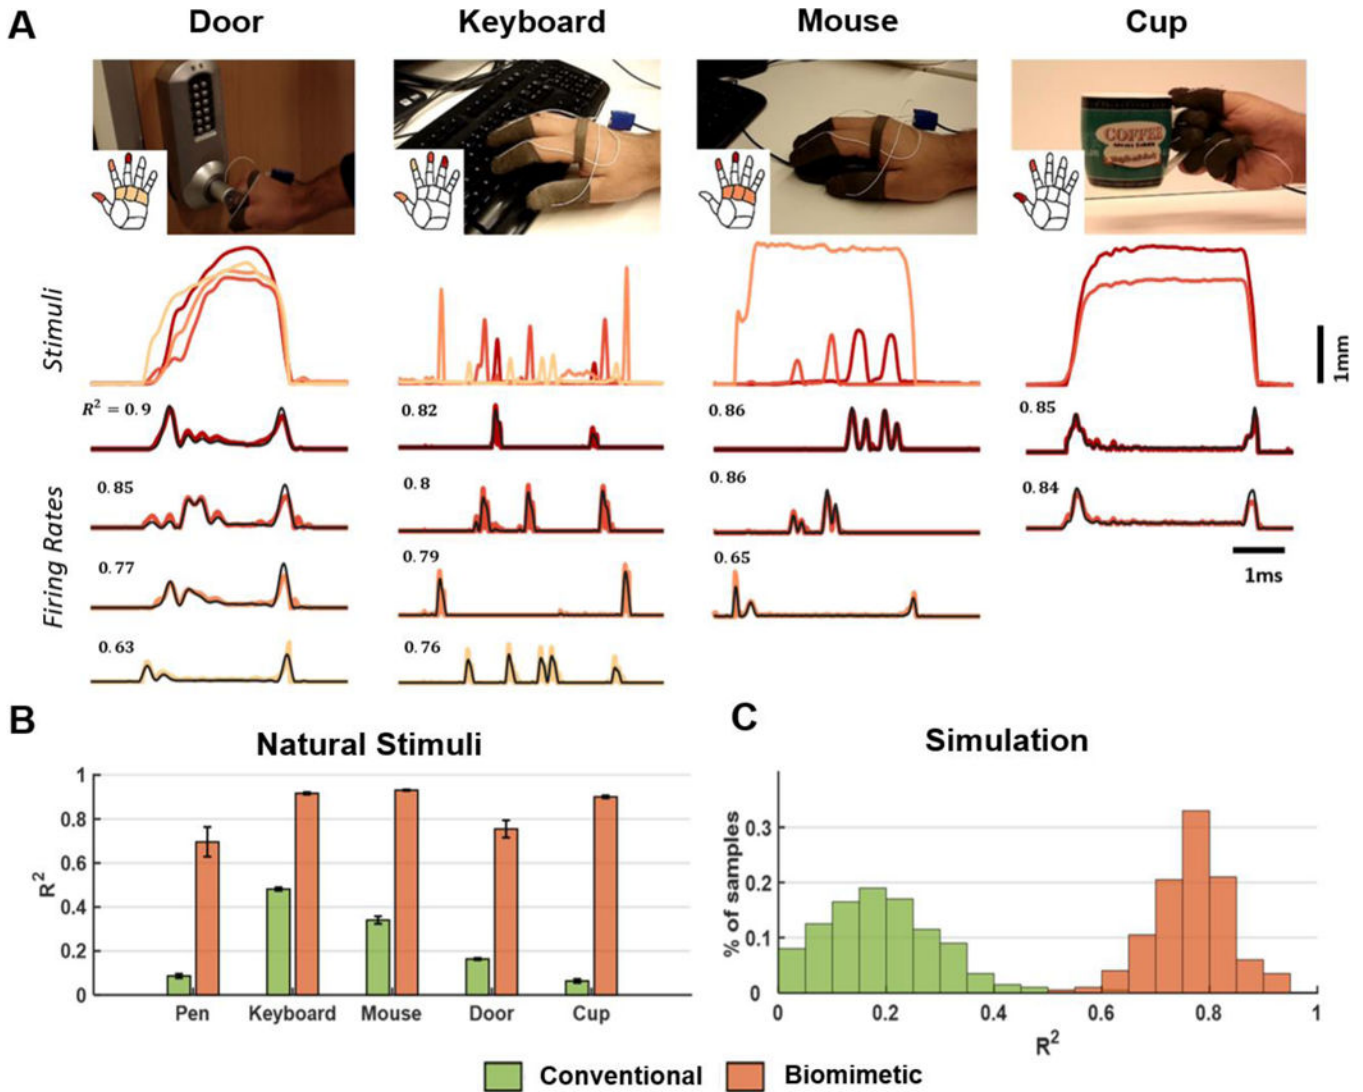 A
Door
Keyboard
Mouse
Cup
COFFEE
Stimuli
1mm
R² = 0.9
0.82
0.86
0.85
Firing Rates
0.85
0.8
0.86
0.84
0.77
0.79
0.65
1ms
0.63
0.76
B
Natural Stimuli
R²
1
0.8
0.6
0.4
0.2
0
Pen Keyboard Mouse Door Cup
C
Simulation
% of samples
0.3
0.2
0.1
0
0 0.2 0.4 0.6 0.8 1
R²
Conventional Biomimetic